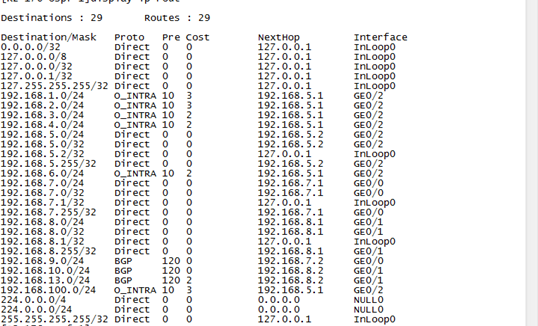 Destinations : 29 Routes : 29
Destination/Mask Proto Pre Cost NextHop Interface
0.0.0.0/32 Direct 0 0 127.0.0.1 InLoop0
127.0.0.0/8 Direct 0 0 127.0.0.1 InLoop0
127.0.0.0/32 Direct 0 0 127.0.0.1 InLoop0
127.0.0.1/32 Direct 0 0 127.0.0.1 InLoop0
127.255.255.255/32 Direct 0 0 127.0.0.1 InLoop0
192.168.1.0/24 O_INTRA 10 3 192.168.5.1 GE0/2
192.168.2.0/24 O_INTRA 10 3 192.168.5.1 GE0/2
192.168.3.0/24 O_INTRA 10 2 192.168.5.1 GE0/2
192.168.4.0/24 O_INTRA 10 2 192.168.5.1 GE0/2
192.168.5.0/24 Direct 0 0 192.168.5.2 GE0/2
192.168.5.0/32 Direct 0 0 192.168.5.2 GE0/2
192.168.5.2/32 Direct 0 0 127.0.0.1 InLoop0
192.168.5.255/32 Direct 0 0 192.168.5.2 GE0/2
192.168.6.0/24 O_INTRA 10 2 192.168.5.1 GE0/2
192.168.7.0/24 Direct 0 0 192.168.7.1 GE0/0
192.168.7.0/32 Direct 0 0 192.168.7.1 GE0/0
192.168.7.1/32 Direct 0 0 127.0.0.1 InLoop0
192.168.7.255/32 Direct 0 0 192.168.7.1 GE0/0
192.168.8.0/24 Direct 0 0 192.168.8.1 GE0/1
192.168.8.0/32 Direct 0 0 192.168.8.1 GE0/1
192.168.8.1/32 Direct 0 0 127.0.0.1 InLoop0
192.168.8.255/32 Direct 0 0 192.168.8.1 GE0/1
192.168.9.0/24 BGP 120 0 192.168.7.2 GE0/0
192.168.10.0/24 BGP 120 0 192.168.8.2 GE0/1
192.168.13.0/24 BGP 120 2 192.168.8.2 GE0/1
192.168.100.0/24 O_INTRA 10 3 192.168.5.1 GE0/2
224.0.0.0/4 Direct 0 0 0.0.0.0 NULL0
224.0.0.0/24 Direct 0 0 0.0.0.0 NULL0
255.255.255.255/32 Direct 0 0 127.0.0.1 InLoop0